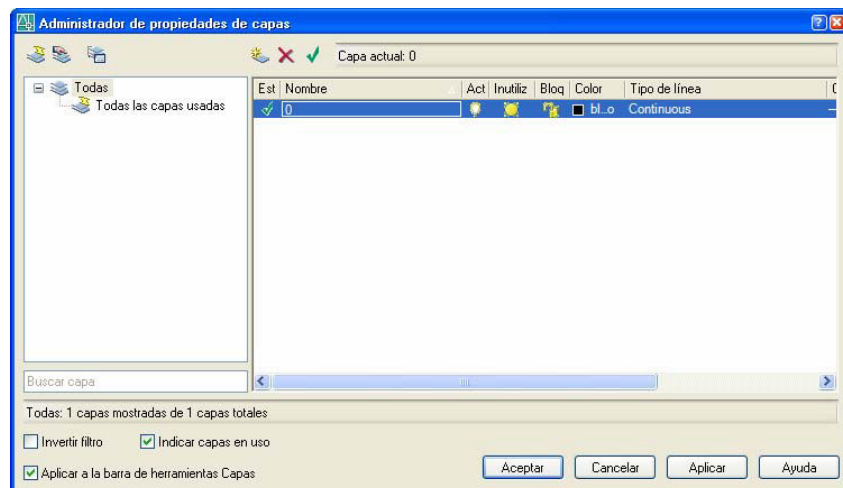 Administrador de propiedades de capas
Capa actual: 0
Todas
Todas las capas usadas
Est Nombre Act Inutiliz Bloq Color Tipo de línea
0 bl...o Continuous
Buscar capa
Todas: 1 capas mostradas de 1 capas totales
Invertir filtro Indicar capas en uso
Aplicar a la barra de herramientas Capas
Aceptar Cancelar Aplicar Ayuda